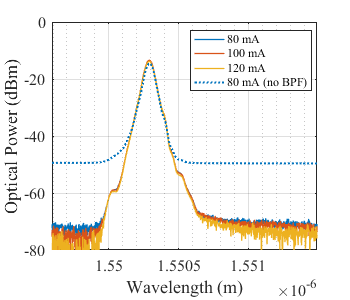 0
-20
-40
-60
-80
Optical Power (dBm)
80 mA
100 mA
120 mA
80 mA (no BPF)
1.55
1.5505
1.551
Wavelength (m)
×10⁻⁶